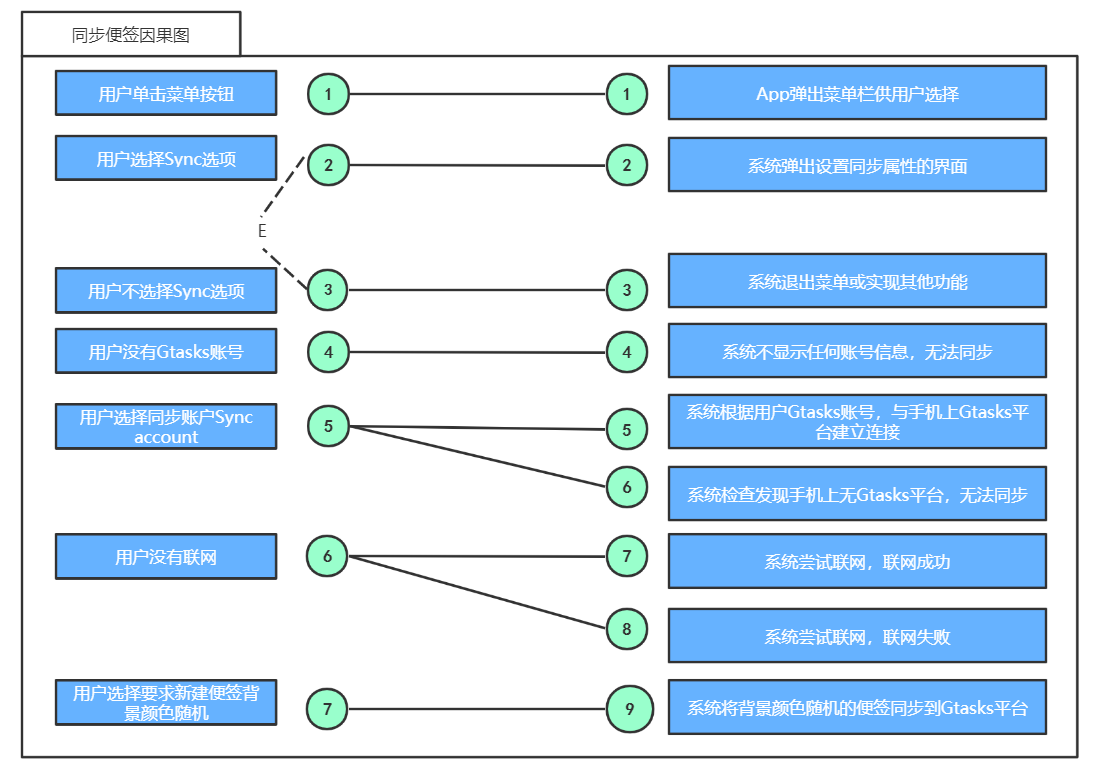 同步便签因果图
用户单击菜单按钮
1
1
App弹出菜单栏供用户选择
用户选择Sync选项
2
2
系统弹出设置同步属性的界面
E
用户不选择Sync选项
3
3
系统退出菜单或实现其他功能
用户没有Gtasks账号
4
4
系统不显示任何账号信息，无法同步
用户选择同步账户Sync
account
5
5
系统根据用户Gtasks账号，与手机上Gtasks平
台建立连接
6
系统检查发现手机上无Gtasks平台，无法同步
用户没有联网
6
7
系统尝试联网，联网成功
8
系统尝试联网，联网失败
用户选择要求新建便签背
景颜色随机
7
9
系统将背景颜色随机的便签同步到Gtasks平台